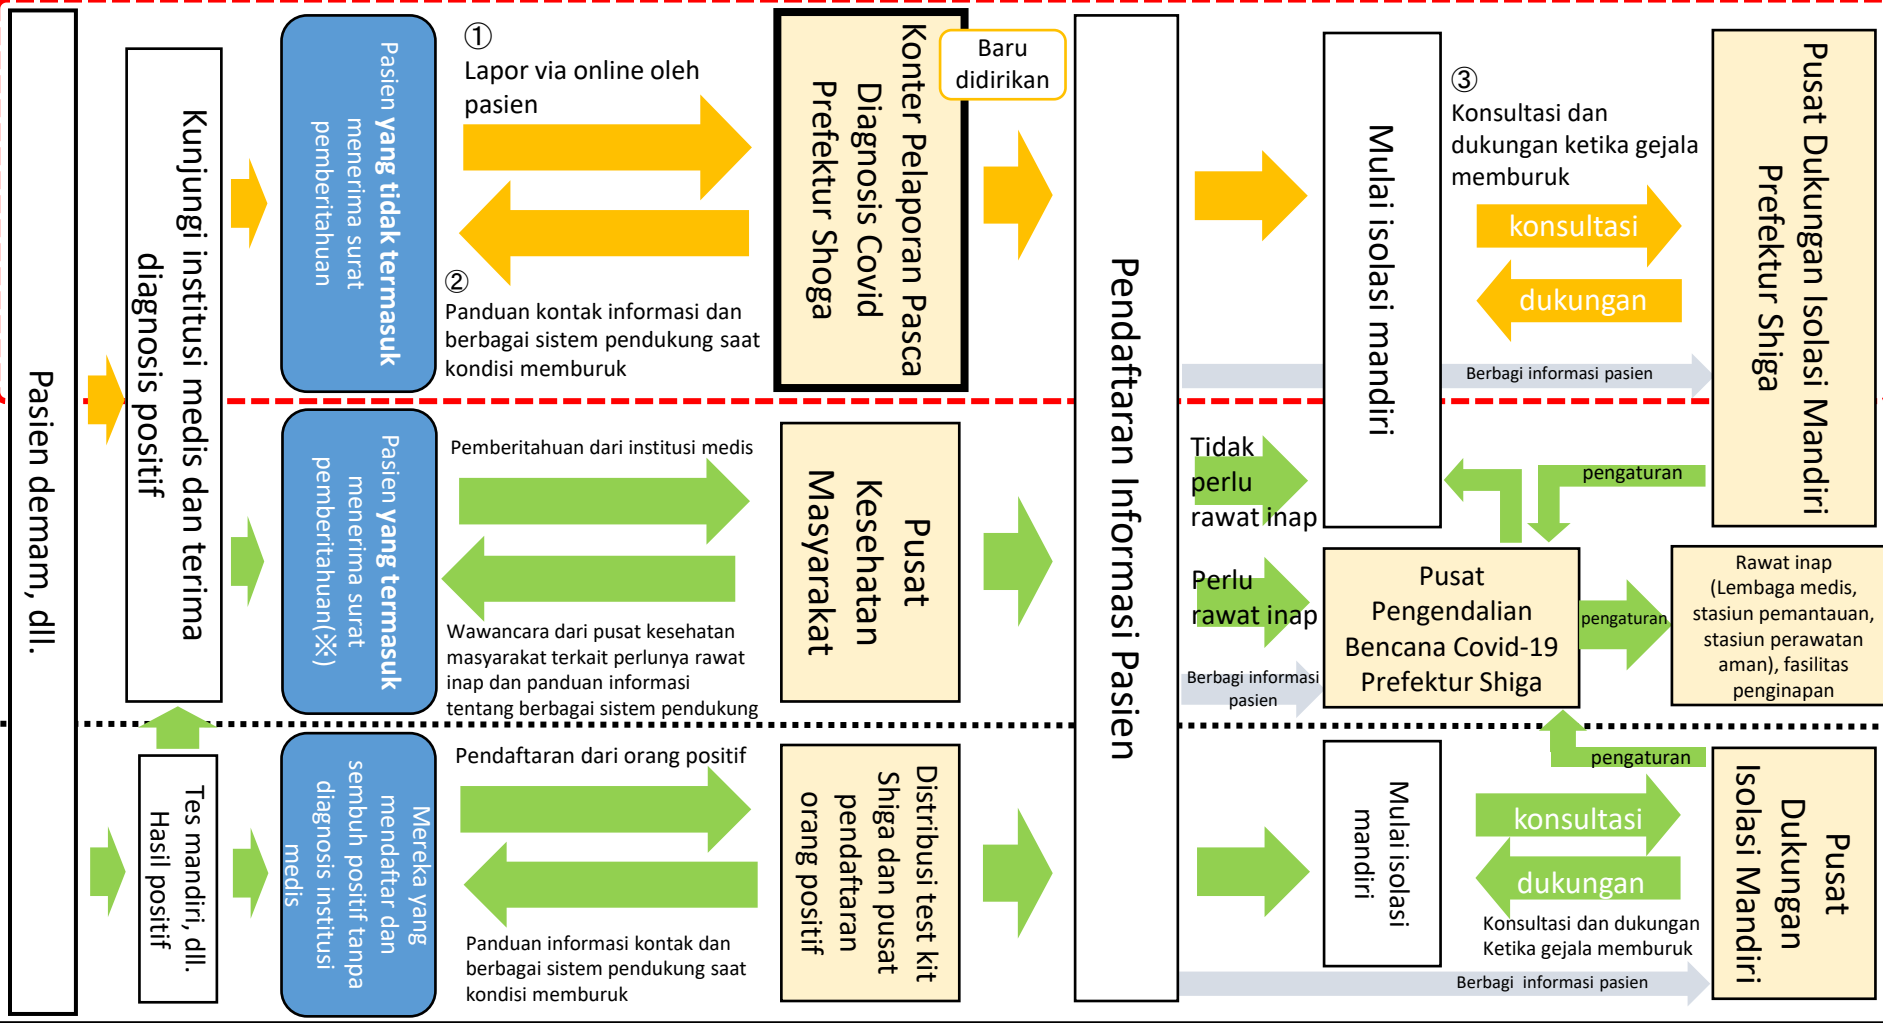 Pasien demam, dll.
Kunjungi institusi medis dan terima
diagnosis positif
Tes mandiri, dll.
Hasil positif
Pasien yang tidak termasuk
menerima surat
pemberitahuan
①
Lapor via online oleh
pasien
②
Panduan kontak informasi dan
berbagai sistem pendukung saat
kondisi memburuk
Konter Pelaporan Pasca
Diagnosis Covid
Prefektur Shoga
Baru
didirikan
Pasien yang termasuk
menerima surat
pemberitahuan(※)
Pemberitahuan dari institusi medis
Wawancara dari pusat kesehatan
masyarakat terkait perlunya rawat
inap dan panduan informasi
tentang berbagai sistem pendukung
Pusat
Kesehatan
Masyarakat
Mereka yang
mendaftar dan
sembuh positif tanpa
diagnosis institusi
medis
Pendaftaran dari orang positif
Panduan informasi kontak dan
berbagai sistem pendukung saat
kondisi memburuk
Distribusi test kit
Shiga dan pusat
pendaftaran
orang positif
Pendaftaran Informasi Pasien
Mulai isolasi mandiri
③
Konsultasi dan
dukungan ketika gejala
memburuk
konsultasi
dukungan
Berbagi informasi pasien
Pusat Dukungan Isolasi Mandiri
Prefektur Shiga
Tidak
perlu
rawat inap
pengaturan
Perlu
rawat inap
Berbagi informasi
pasien
Pusat
Pengendalian
Bencana Covid-19
Prefektur Shiga
pengaturan
Rawat inap
(Lembaga medis,
stasiun pemantauan,
stasiun perawatan
aman), fasilitas
penginapan
Mulai isolasi
mandiri
pengaturan
konsultasi
dukungan
Konsultasi dan dukungan
Ketika gejala memburuk
Berbagi informasi pasien
Pusat
Dukungan
Isolasi Mandiri